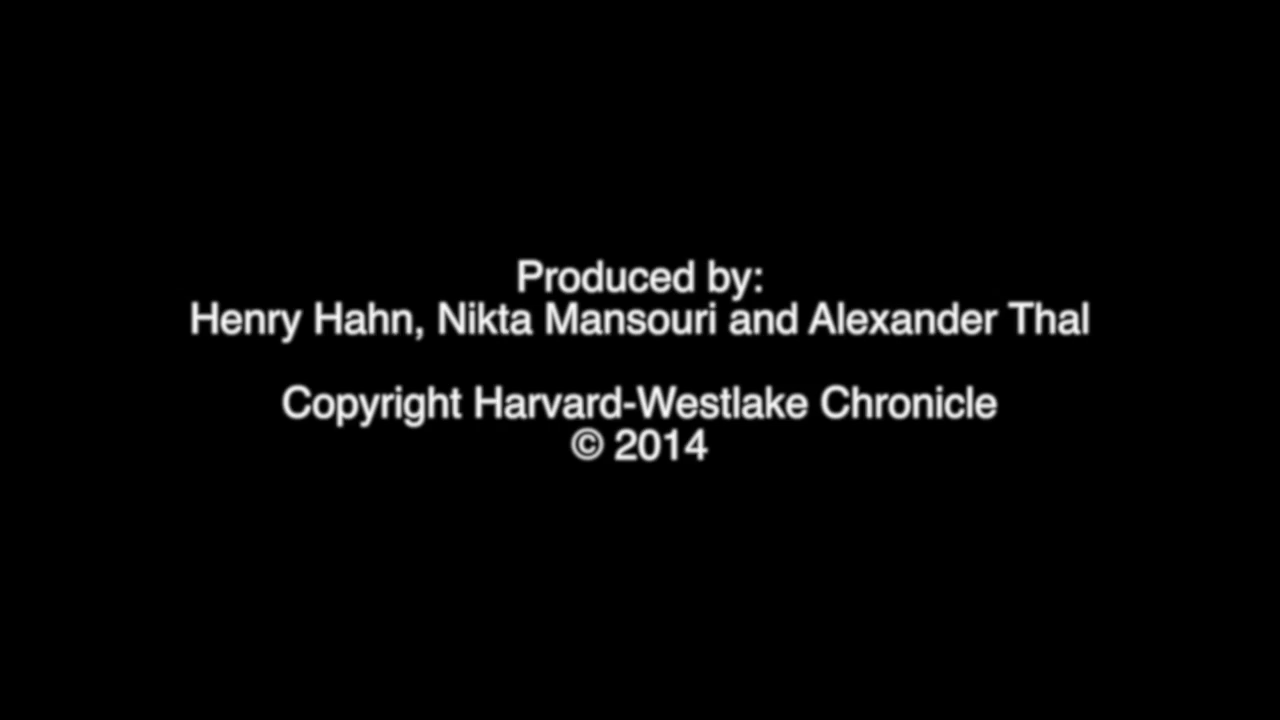 Produced by:
Henry Hahn, Nikta Mansouri and Alexander Thal
Copyright Harvard-Westlake Chronicle
© 2014